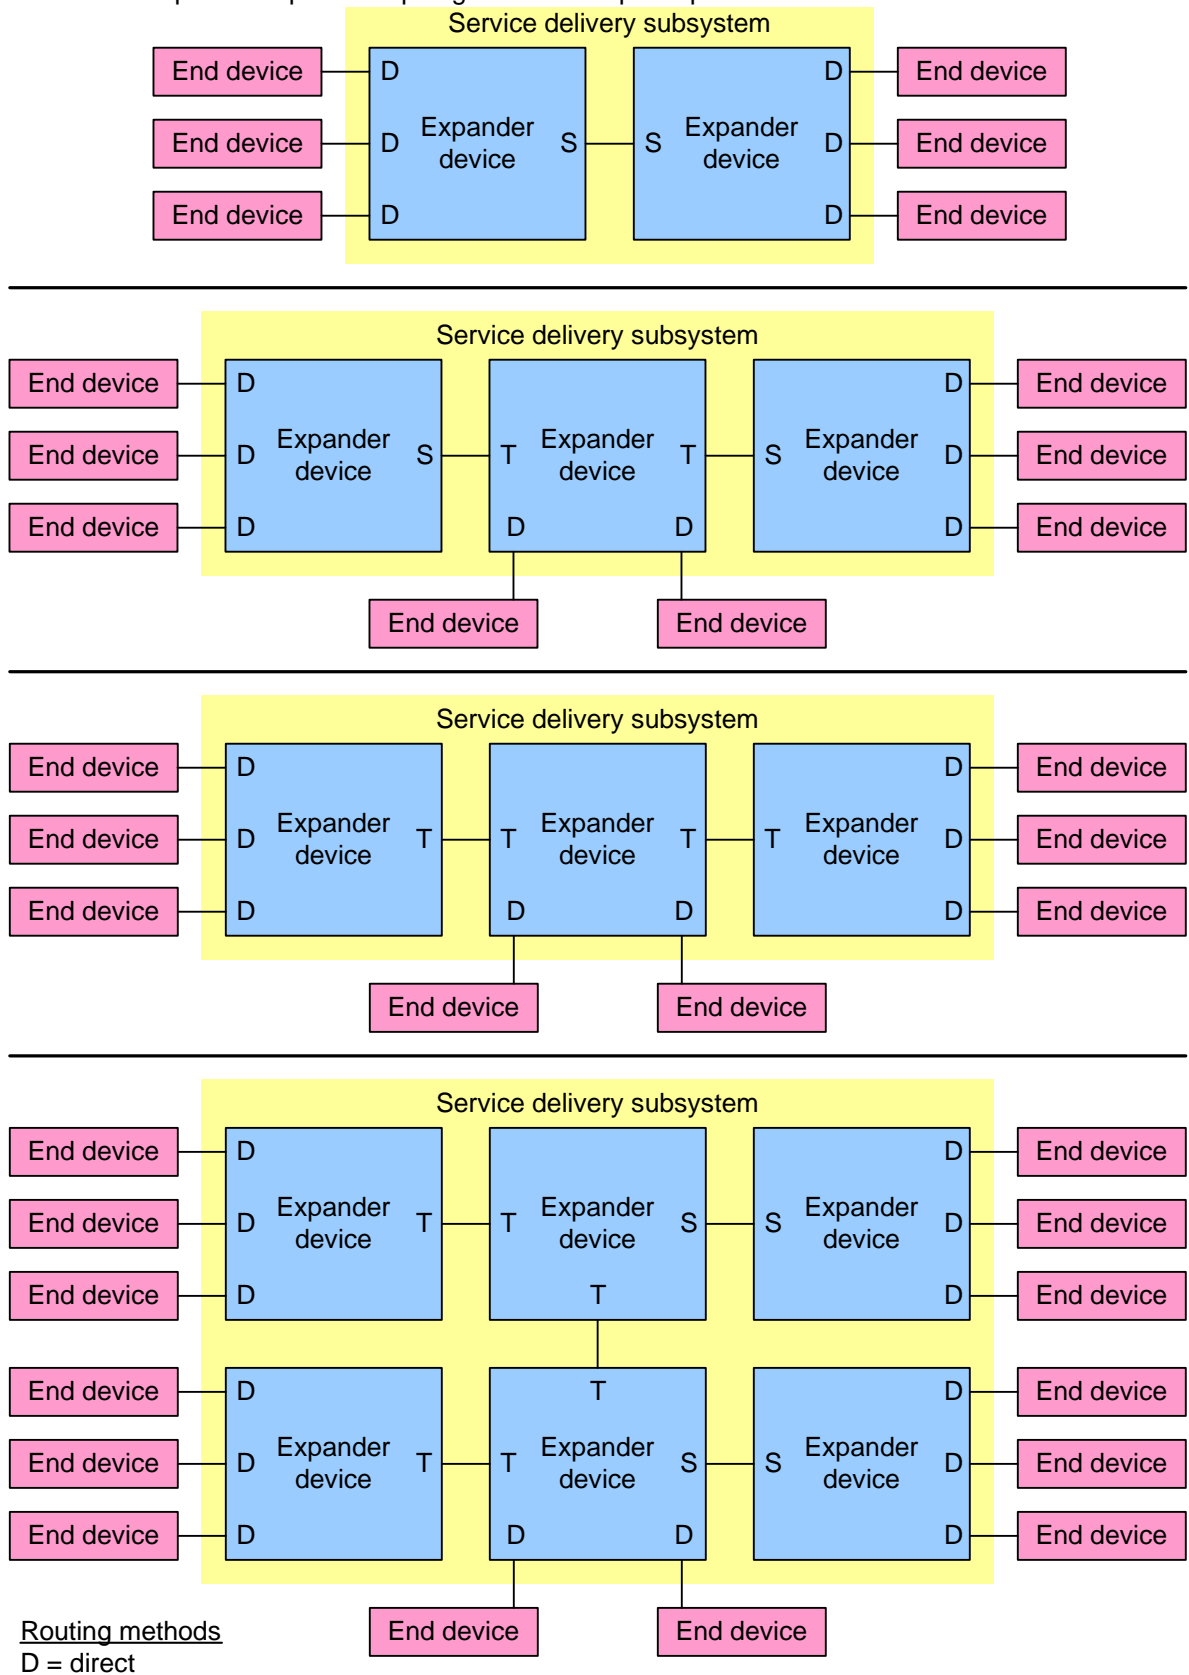 Service delivery subsystem
End device D D End device
Expander device S S Expander device
End device D D End device
End device D D End device
Service delivery subsystem
End device D D End device
Expander device S T Expander device T S Expander device
End device D D End device
End device D D D D End device
End device End device
Service delivery subsystem
End device D D End device
Expander device T T Expander device T T Expander device
End device D D End device
End device D D D D End device
End device End device
Service delivery subsystem
End device D D End device
Expander device T T Expander device S S Expander device
End device D D End device
End device D T D End device
End device D T D End device
Expander device T T Expander device S S Expander device
End device D D End device
End device D D D D End device
End device End device
Routing methods
D = direct